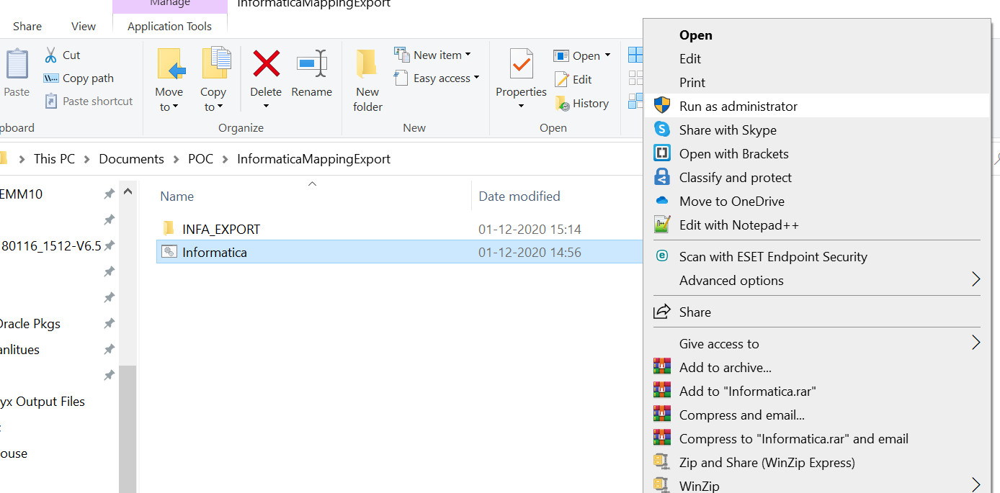 Manage
InformaticaMappingExport
Share
View
Application Tools
Paste
Cut
Copy path
Paste shortcut
pboard
Move to
Copy to
Delete
Rename
Organize
New folder
New item
Easy access
New
Properties
Open
Edit
History
Open
This PC
Documents
POC
InformaticaMappingExport
EMM10
80116_1512-V6.5
Oracle Pkgs
anlitues
yx Output Files
ouse
Name
Date modified
INFA_EXPORT
01-12-2020 15:14
Informatica
01-12-2020 14:56
Open
Edit
Print
Run as administrator
Share with Skype
Open with Brackets
Classify and protect
Move to OneDrive
Edit with Notepad++
Scan with ESET Endpoint Security
Advanced options
Share
Give access to
Add to archive...
Add to "Informatica.rar"
Compress and email...
Compress to "Informatica.rar" and email
Zip and Share (WinZip Express)
WinZip